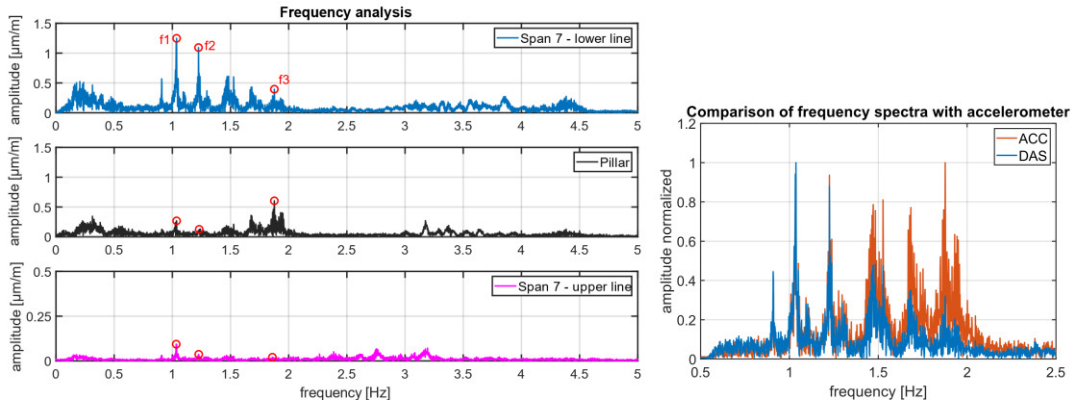 Frequency analysis
1.5
1
0.5
0
amplitude [μm/m]
f1
f2
f3
Span 7 - lower line
0 0.5 1 1.5 2 2.5 3 3.5 4 4.5 5
1.5
1
0.5
0
amplitude [μm/m]
Pillar
0 0.5 1 1.5 2 2.5 3 3.5 4 4.5 5
0.5
0.25
0
amplitude [μm/m]
Span 7 - upper line
0 0.5 1 1.5 2 2.5 3 3.5 4 4.5 5
frequency [Hz]
Comparison of frequency spectra with accelerometer
1.2
1
0.8
0.6
0.4
0.2
0
amplitude normalized
ACC
DAS
0.5 1 1.5 2 2.5
frequency [Hz]